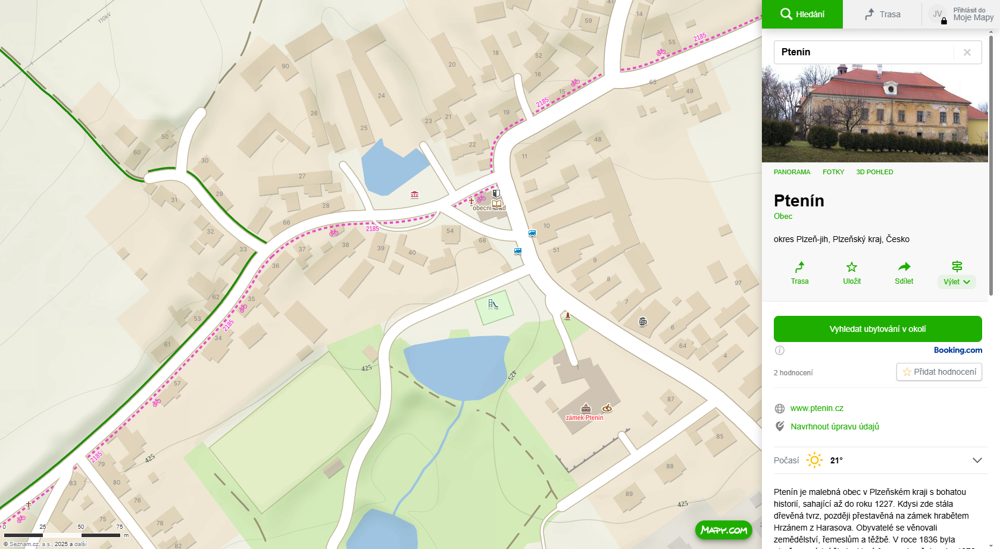 Hledání
Trasa
JV
Přihlásit do
Moje Mapy
Ptenín
PANORAMA
FOTKY
3D POHLED
Ptenín
Obec
okres Plzeň-jih, Plzeňský kraj, Česko
Trasa
Uložit
Sdílet
Výlet
Vyhledat ubytování v okolí
Booking.com
2 hodnocení
Přidat hodnocení
www.ptenin.cz
Navrhnout úpravu údajů
Počasí
21°
Ptenín je malebná obec v Plzeňském kraji s bohatou
historií, sahající až do roku 1227. Kdysi zde stála
dřevěná tvrz, později přestavěná na zámek hrabětem
Hrzánem z Harasova. Obyvatelé se věnovali
zemědělství, řemeslům a těžbě. V roce 1836 byla
110kV
41
14
59
55
2185
90
20
18
52
16
65
49
15
2185
24
26
23
21
19
25
22
48
11
50
60
30
27
31
29
28
obecní úřad
66
2185
32
54
10
68
33
37
38
39
40
51
9
36
8
97
62
35
7
53
2185
34
6
61
64
4
425
425
1
57
87
zámek Ptenín
85
2185
79
425
88
83
80
76
89
425
78
82
0
25
50
75
m
© Seznam.cz, a.s., 2025 a další
Mapy.com